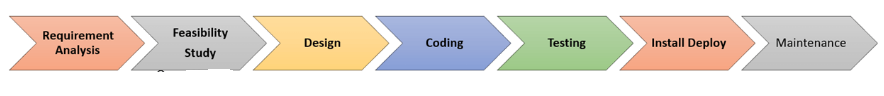 Requirement
Analysis
Feasibility
Study
Design
Coding
Testing
Install Deploy
Maintenance